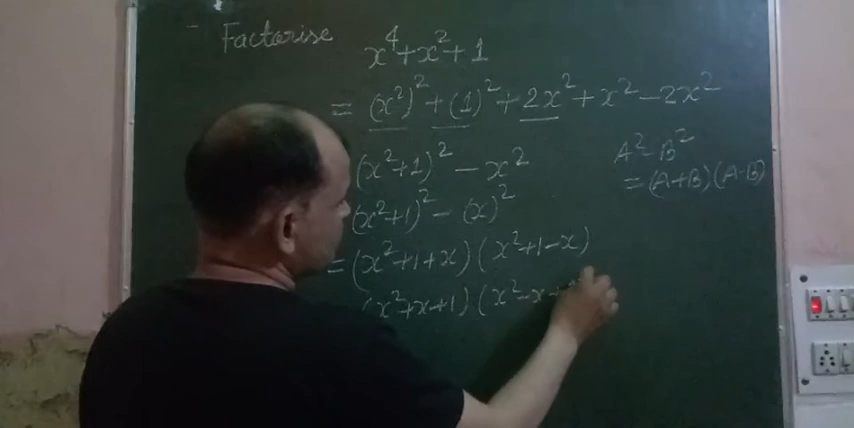 Factorise x⁴+x²+1
= (x²)²+(1)²+2x²+x²-2x²
(x²+1)²-x²
(x²+1)²-(x)²
=(x²+1+x)(x²+1-x)
(x²+x+1)(x²-x
A²-B²
=(A+B)(A-B)